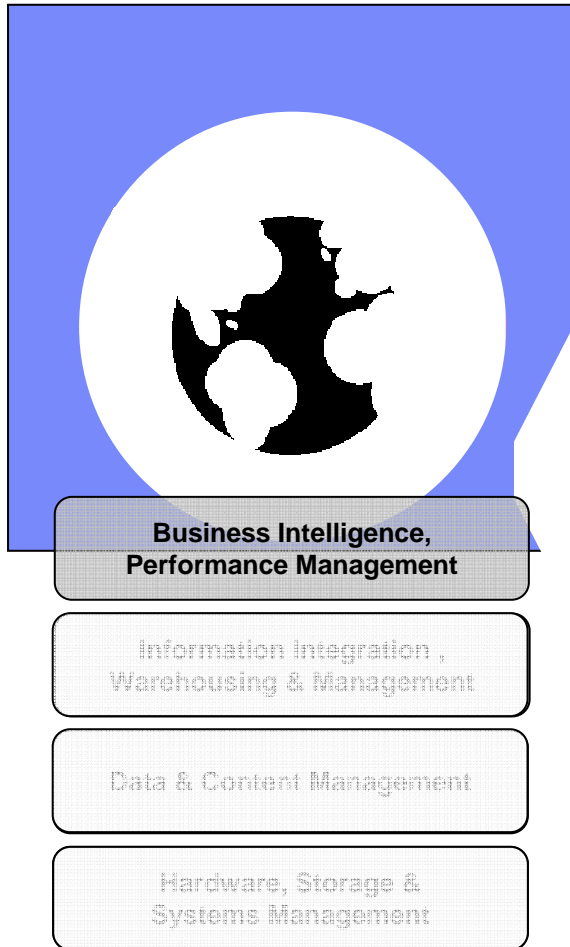 Business Intelligence,
Performance Management
Information Integration,
Warehousing & Management
Data & Content Management
Hardware, Storage &
Systems Management